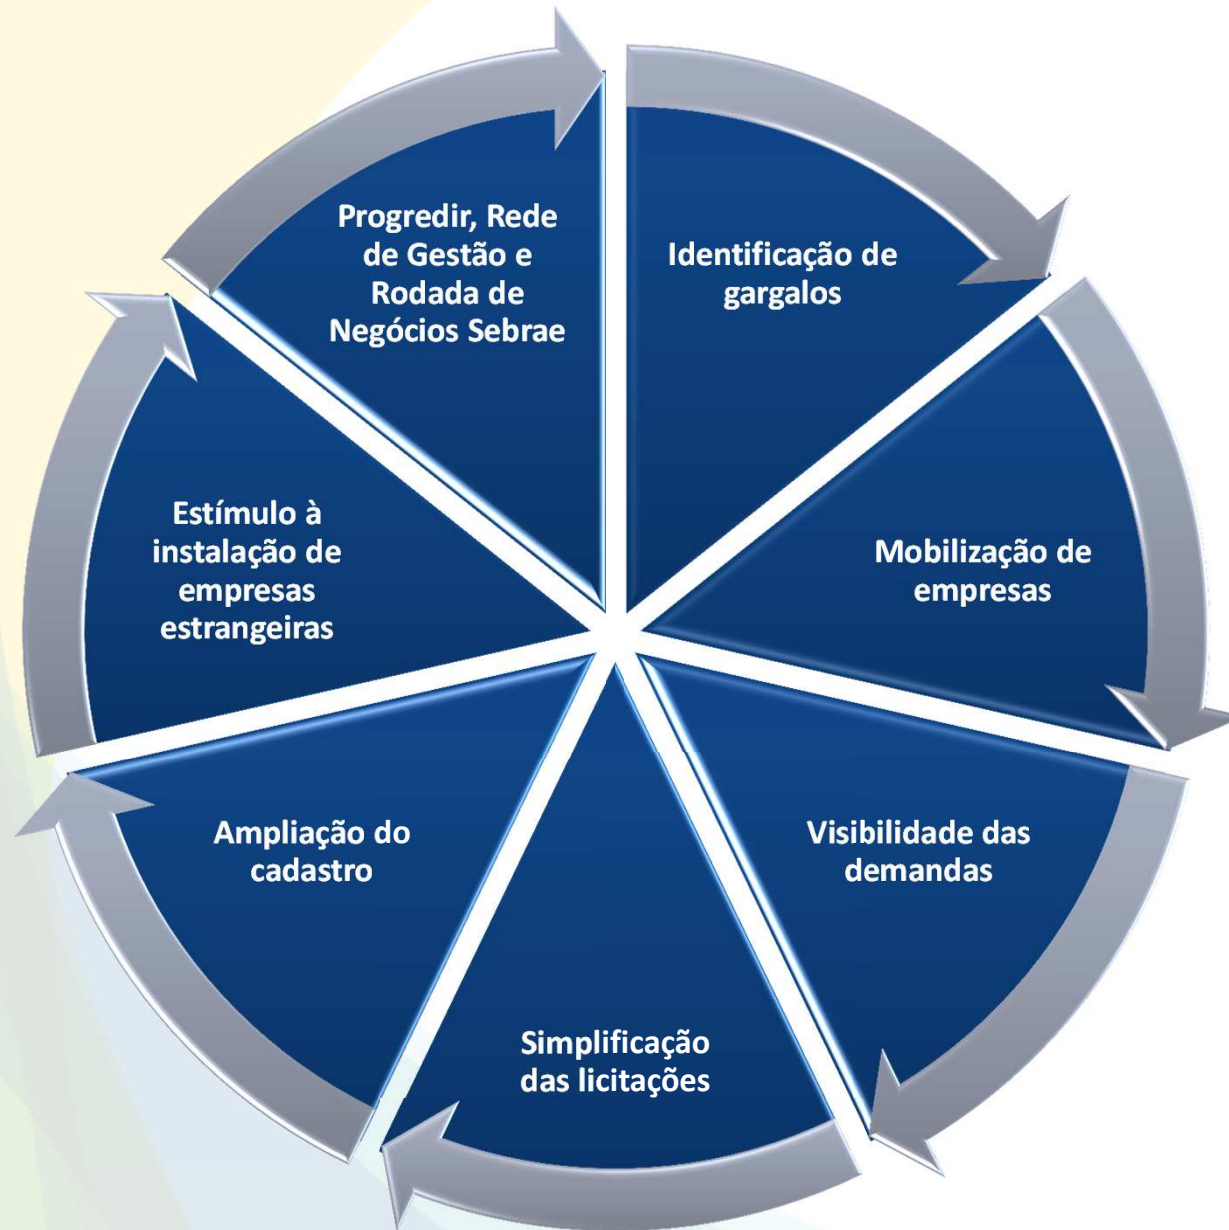 Progredir, Rede
de Gestão e
Rodada de
Negócios Sebrae
Identificação de
gargalos
Mobilização de
empresas
Visibilidade das
demandas
Simplificação
das licitações
Ampliação do
cadastro
Estímulo à
instalação de
empresas
estrangeiras